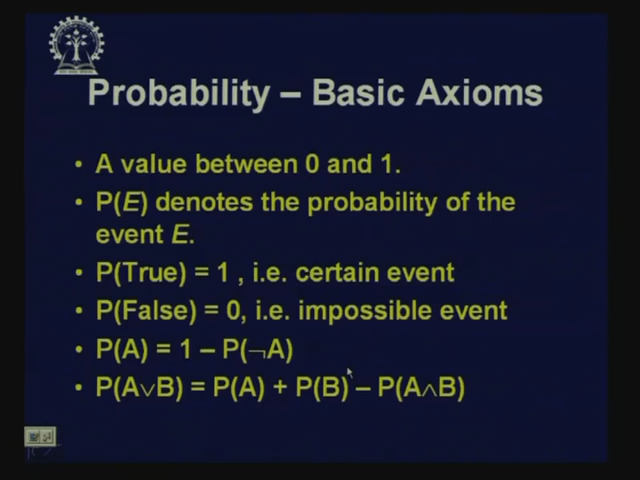 Probability – Basic Axioms
• A value between 0 and 1.
• P(E) denotes the probability of the
event E.
• P(True) = 1 , i.e. certain event
• P(False) = 0, i.e. impossible event
• P(A) = 1 – P(¬A)
• P(A∨B) = P(A) + P(B) – P(A∧B)